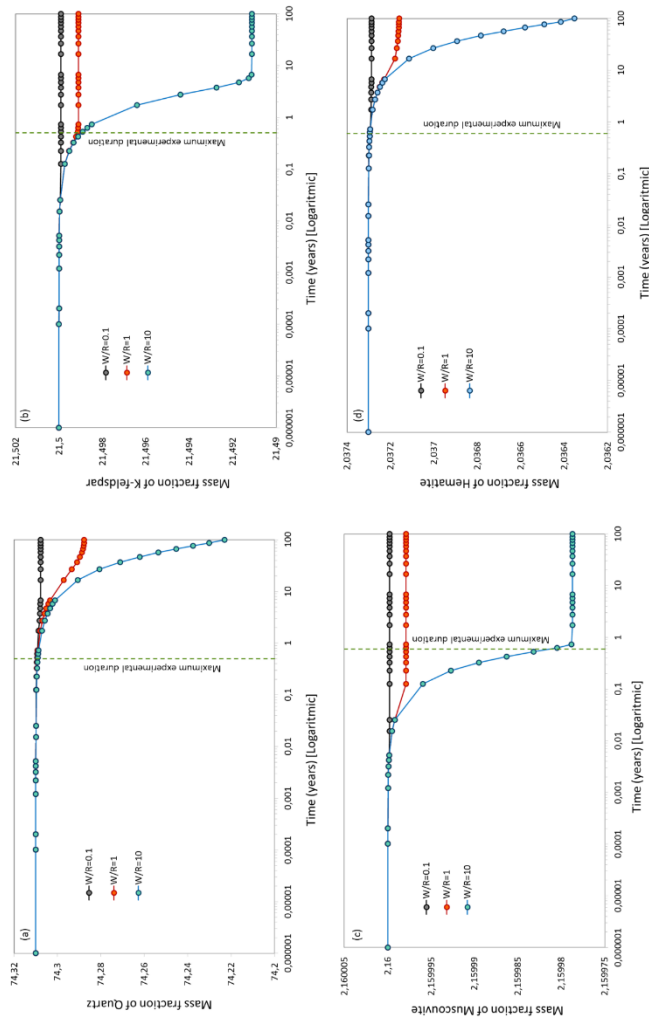 (a)
Mass fraction of Quartz
74,32
74,3
74,28
74,26
74,24
74,22
74,2
W/R=0.1
W/R=1
W/R=10
Maximum experimental duration
0,000001 0,00001 0,0001 0,001 0,01 0,1 1 10 100
Time (years) [Logaritmic]
(b)
Mass fraction of K-feldspar
21,502
21,5
21,498
21,496
21,494
21,492
21,49
W/R=0.1
W/R=1
W/R=10
Maximum experimental duration
0,000001 0,00001 0,0001 0,001 0,01 0,1 1 10 100
Time (years) [Logaritmic]
(c)
Mass fraction of Muscouvite
2,160005
2,16
2,159995
2,15999
2,159985
2,15998
2,159975
W/R=0.1
W/R=1
W/R=10
Maximum experimental duration
0,000001 0,00001 0,0001 0,001 0,01 0,1 1 10 100
Time (years) [Logaritmic]
(d)
Mass fraction of Hematite
2,0374
2,0372
2,037
2,0368
2,0366
2,0364
2,0362
W/R=0.1
W/R=1
W/R=10
Maximum experimental duration
0,000001 0,00001 0,0001 0,001 0,01 0,1 1 10 100
Time (years) [Logaritmic]